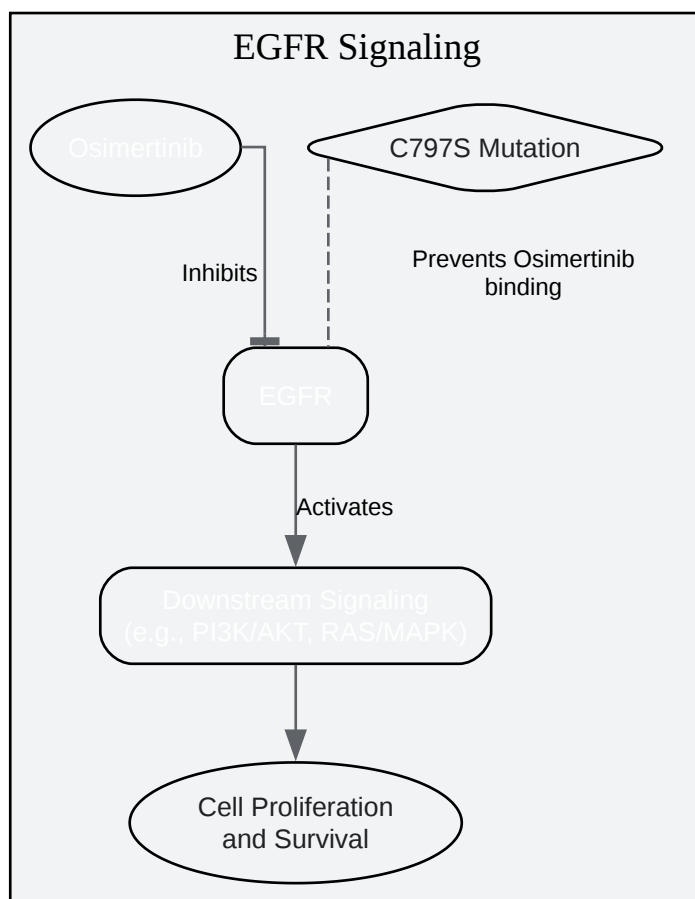 EGFR Signaling
Osimertinib
C797S Mutation
Inhibits
Prevents Osimertinib
binding
EGFR
Activates
Downstream Signaling
(e.g., PI3K/AKT, RAS/MAPK)
Cell Proliferation
and Survival